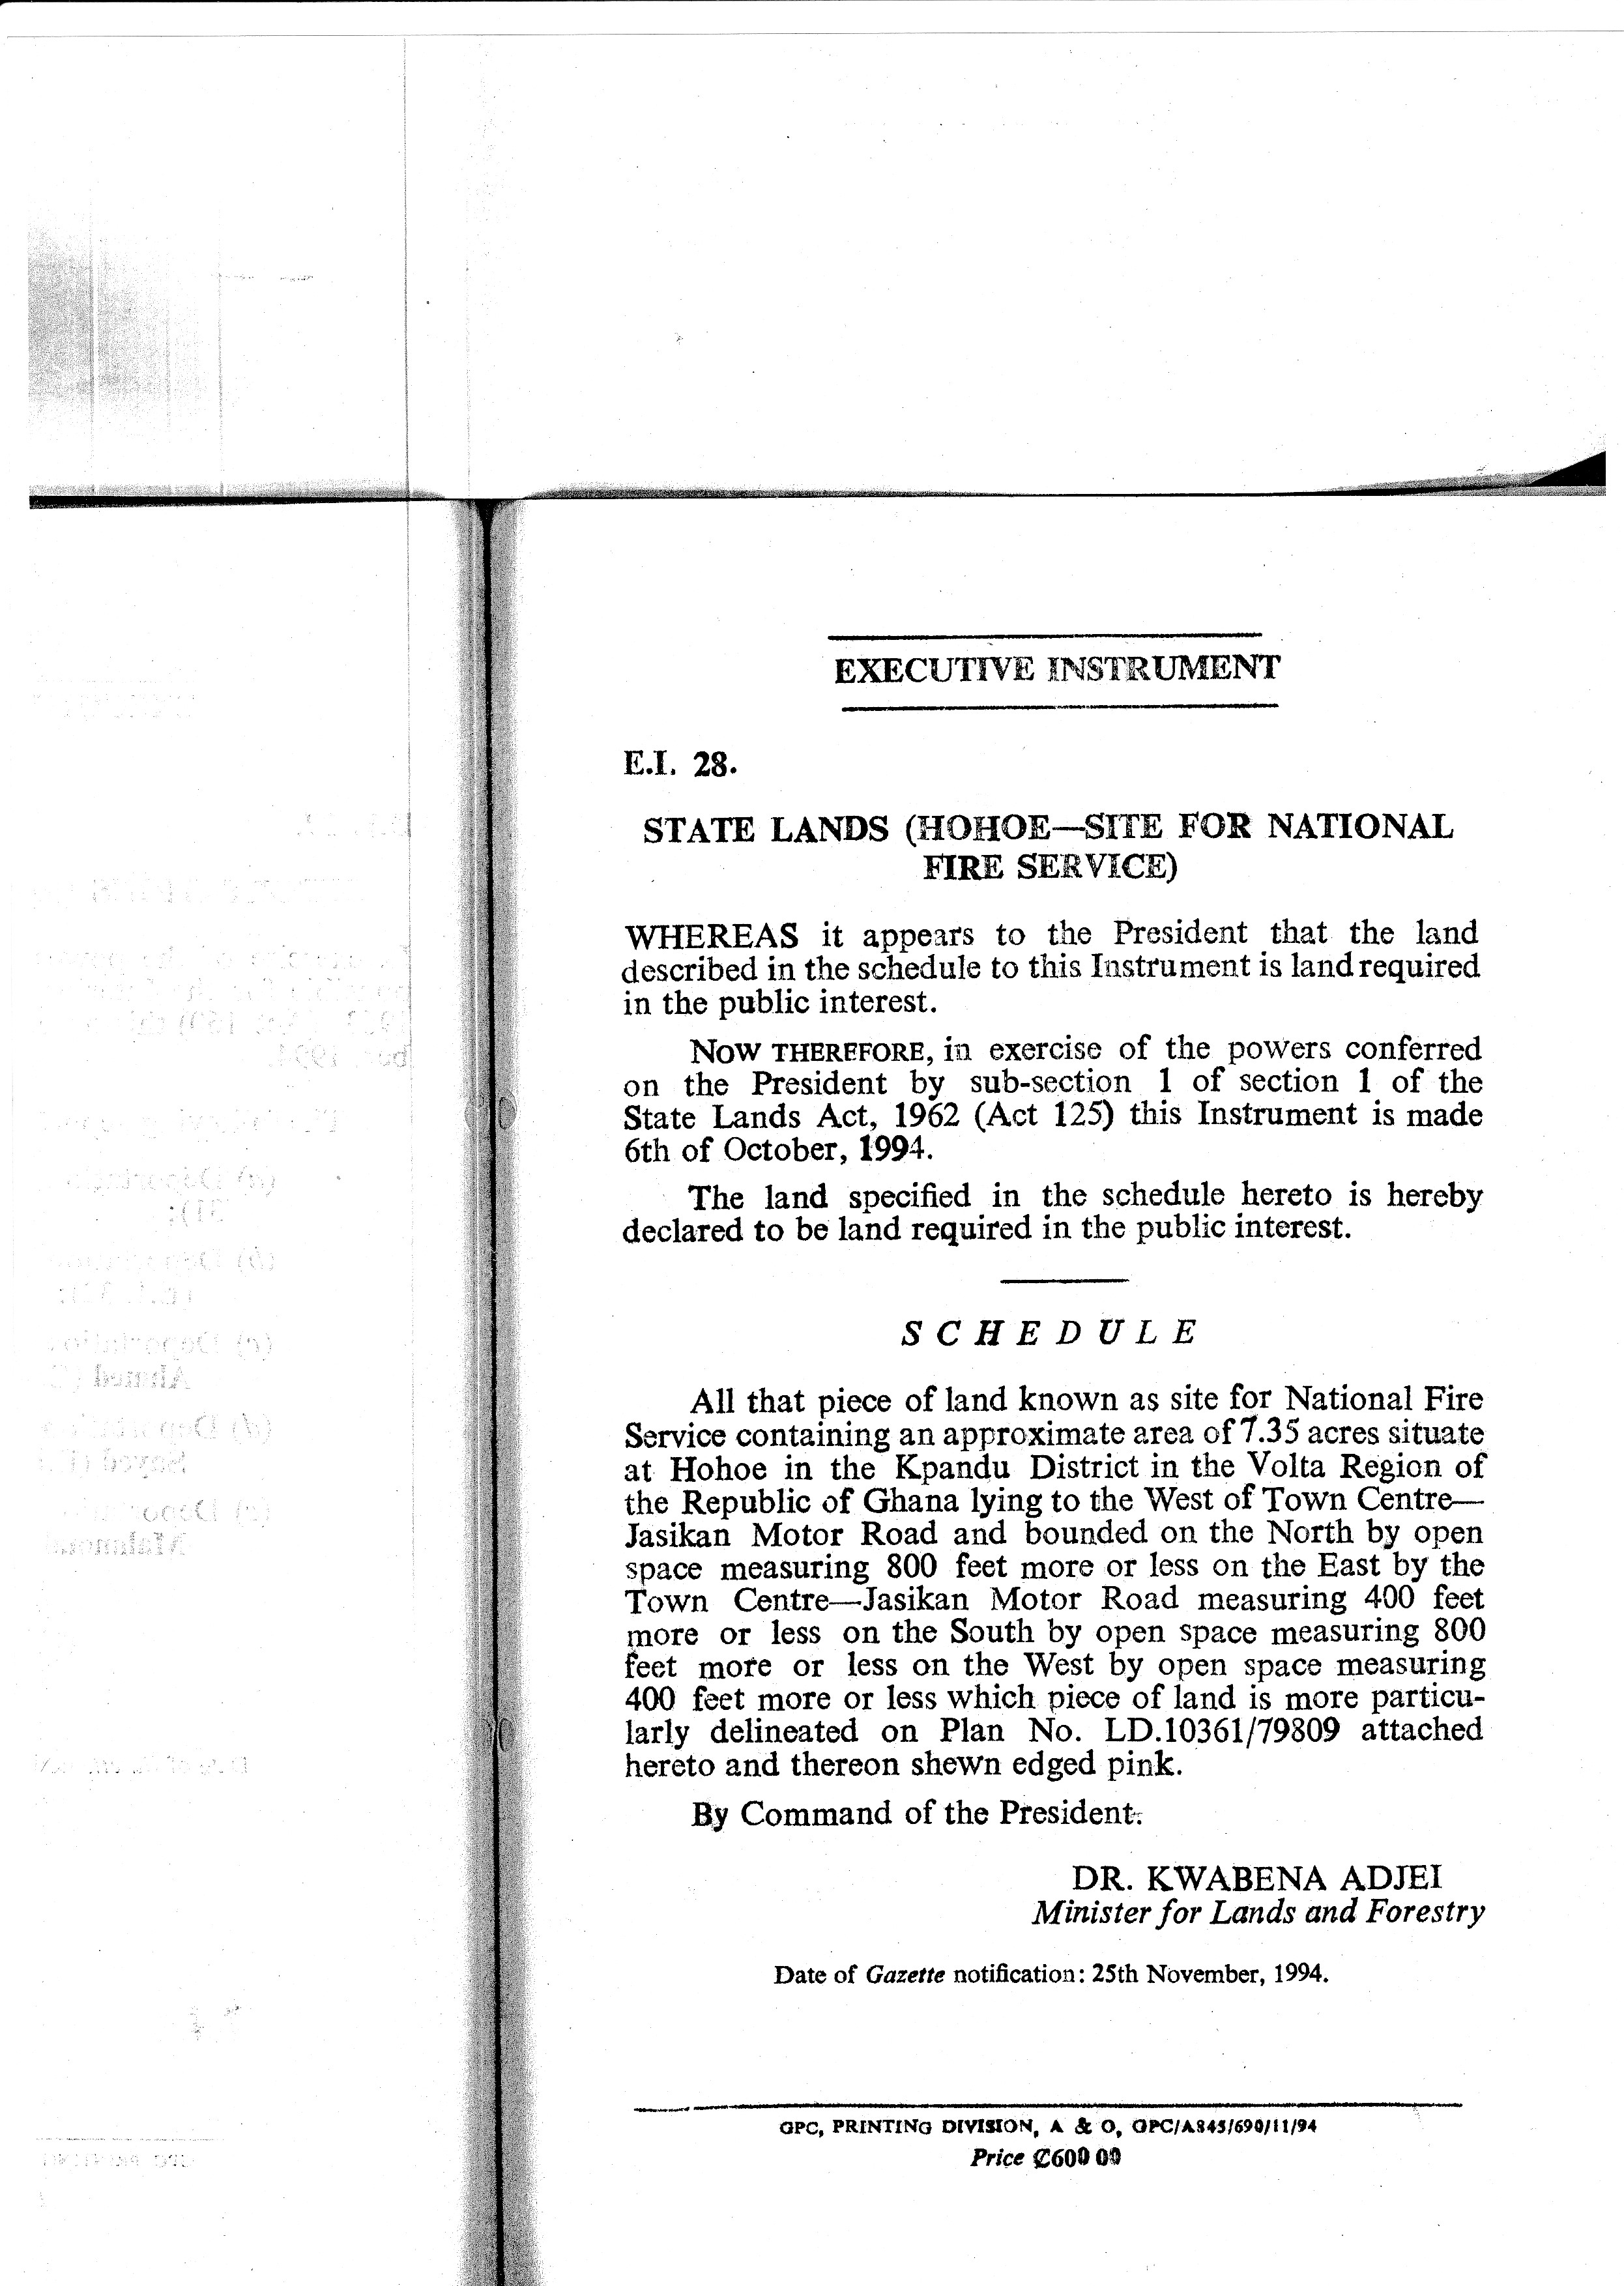 EXECUTIVE INSTRUMENT
E.I. 28.
STATE LANDS (HOHOE—SITE FOR NATIONAL
FIRE SERVICE)
WHEREAS it appears to the President that the land
described in the schedule to this Instrument is land required
in the public interest.
NOW THEREFORE, in exercise of the powers conferred
on the President by sub-section 1 of section 1 of the
State Lands Act, 1962 (Act 125) this Instrument is made
6th of October, 1994.
The land specified in the schedule hereto is hereby
declared to be land required in the public interest.
SCHEDULE
All that piece of land known as site for National Fire
Service containing an approximate area of 7.35 acres situate
at Hohoe in the Kpandu District in the Volta Region of
the Republic of Ghana lying to the West of Town Centre—
Jasikan Motor Road and bounded on the North by open
space measuring 800 feet more or less on the East by the
Town Centre—Jasikan Motor Road measuring 400 feet
more or less on the South by open space measuring 800
feet more or less on the West by open space measuring
400 feet more or less which piece of land is more particu-
larly delineated on Plan No. LD.10361/79809 attached
hereto and thereon shewn edged pink.
By Command of the President.
DR. KWABENA ADJEI
Minister for Lands and Forestry
Date of Gazette notification: 25th November, 1994.
GPC, PRINTING DIVISION, A & O, GPC/A845/690/11/94
Price ₵600 00